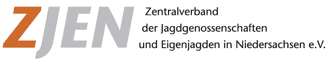 ZJEN
Zentralverband
der Jagdgenossenschaften
und Eigenjagden in Niedersachsen e.V.